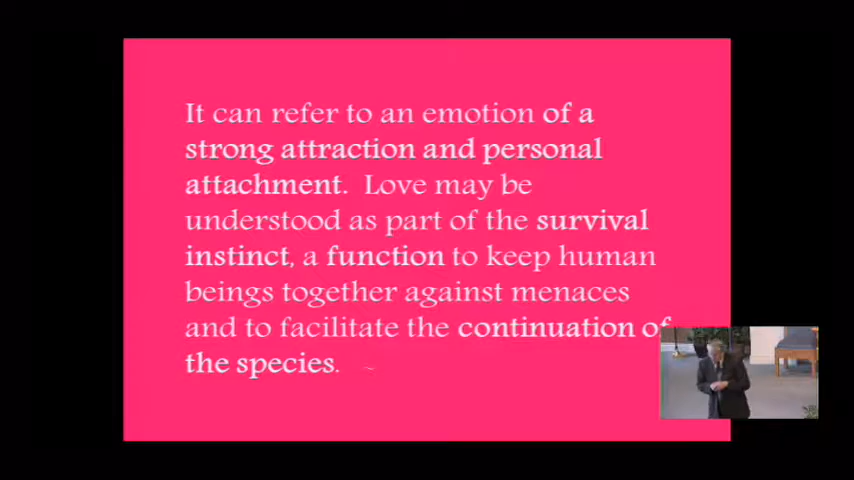 It can refer to an emotion of a
strong attraction and personal
attachment. Love may be
understood as part of the survival
instinct, a function to keep human
beings together against menaces
and to facilitate the continuation of
the species. ~